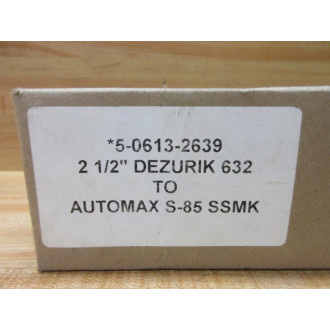 *5-0613-2639
2 1/2" DEZURIK 632
TO
AUTOMAX S-85 SSMK